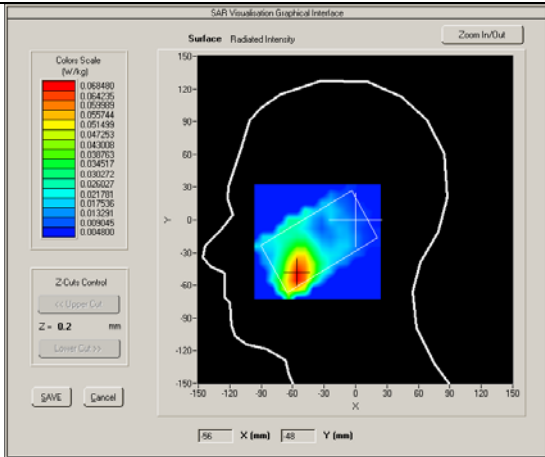 SAR Visualisation Graphical Interface
Surface Radiated Intensity
Zoom In/Out
Colors Scale
(W/kg)
0.068480
0.064235
0.059989
0.055744
0.051499
0.047253
0.043008
0.038763
0.034517
0.030272
0.026027
0.021781
0.017536
0.013291
0.009045
0.004800
Z-Cuts Control
<< Upper Cut
Z = 0.2 mm
Lower Cut >>
SAVE Cancel
Y
150
120
90
60
30
0
-30
-60
-90
-120
-150
-150 -120 -90 -60 -30 0 30 60 90 120 150
X
-56 X (mm) -48 Y (mm)